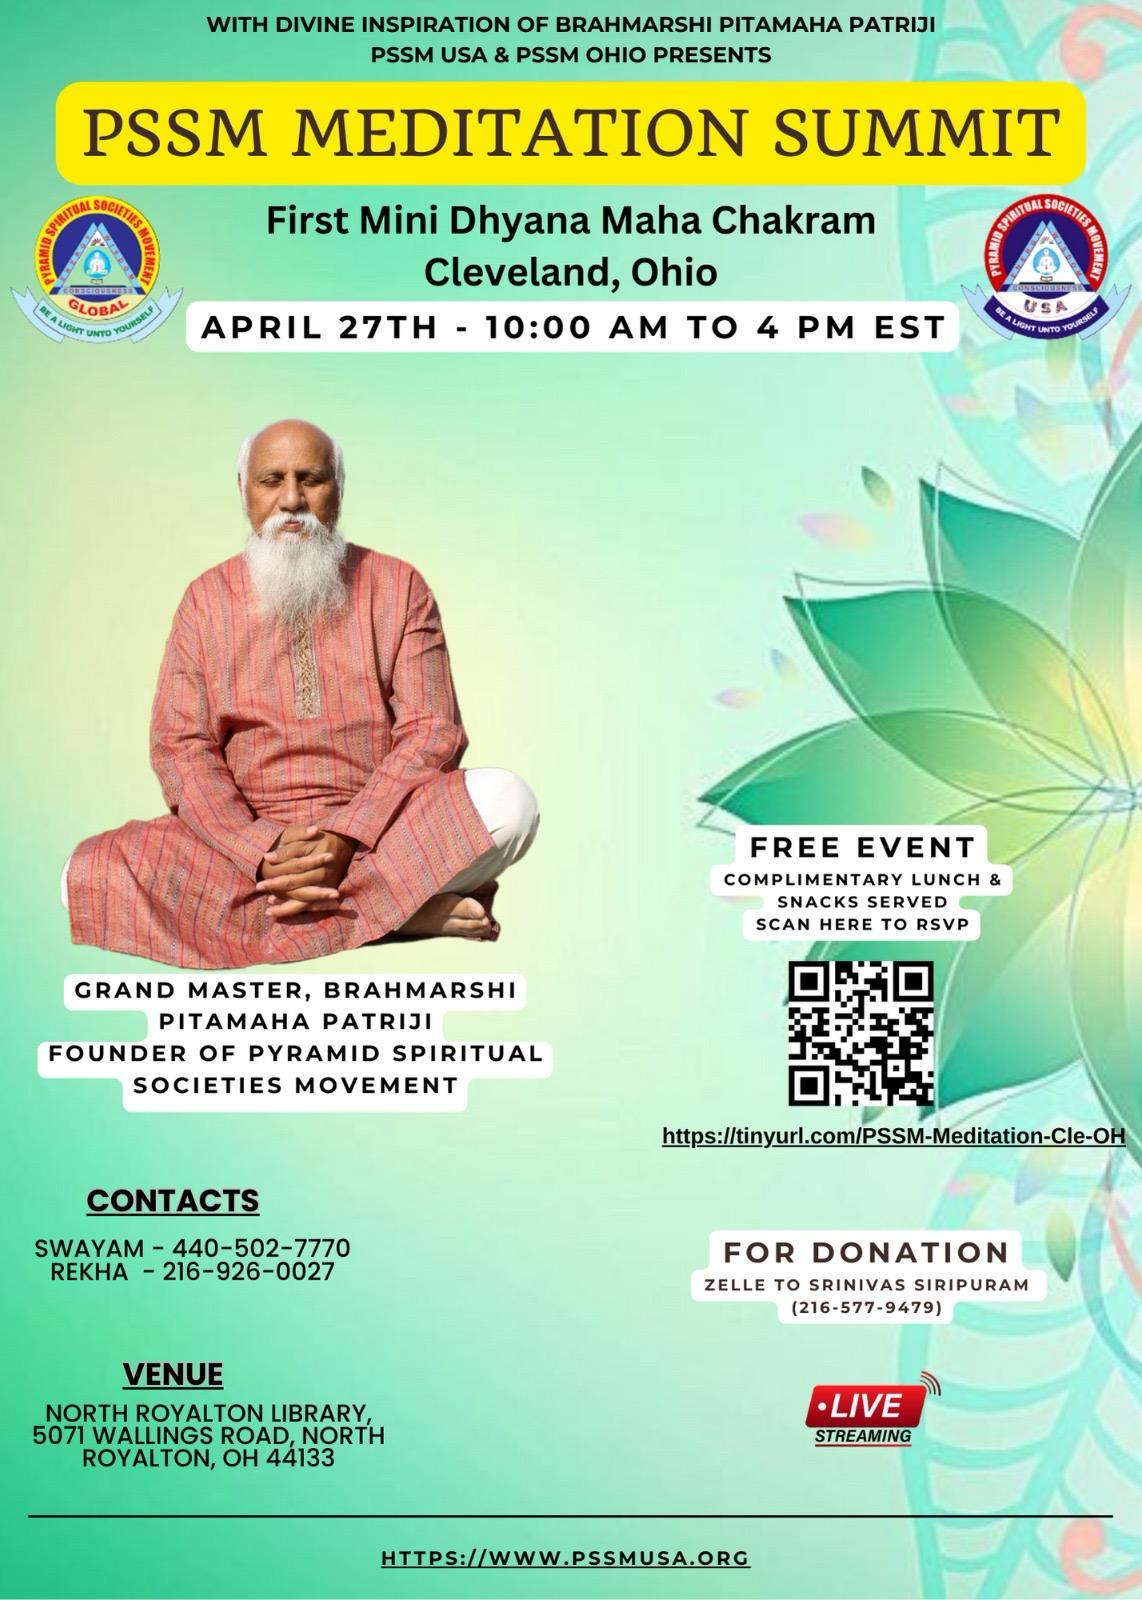 WITH DIVINE INSPIRATION OF BRAHMARSHI PITAMAHA PATRIJI
PSSM USA & PSSM OHIO PRESENTS
PSSM MEDITATION SUMMIT
First Mini Dhyana Maha Chakram
Cleveland, Ohio
APRIL 27TH - 10:00 AM TO 4 PM EST
PYRAMID SPIRITUAL SOCIETIES MOVEMENT
CONSCIOUSNESS
GLOBAL
BE A LIGHT UNTO YOURSELF
PYRAMID SPIRITUAL SOCIETIES MOVEMENT
CONSCIOUSNESS
USA
BE A LIGHT UNTO YOURSELF
FREE EVENT
COMPLIMENTARY LUNCH &
SNACKS SERVED
SCAN HERE TO RSVP
https://tinyurl.com/PSSM-Meditation-Cle-OH
GRAND MASTER, BRAHMARSHI
PITAMAHA PATRIJI
FOUNDER OF PYRAMID SPIRITUAL
SOCIETIES MOVEMENT
CONTACTS
SWAYAM - 440-502-7770
REKHA - 216-926-0027
FOR DONATION
ZELLE TO SRINIVAS SIRIPURAM
(216-577-9479)
VENUE
NORTH ROYALTON LIBRARY,
5071 WALLINGS ROAD, NORTH
ROYALTON, OH 44133
LIVE
STREAMING
HTTPS://WWW.PSSMUSA.ORG